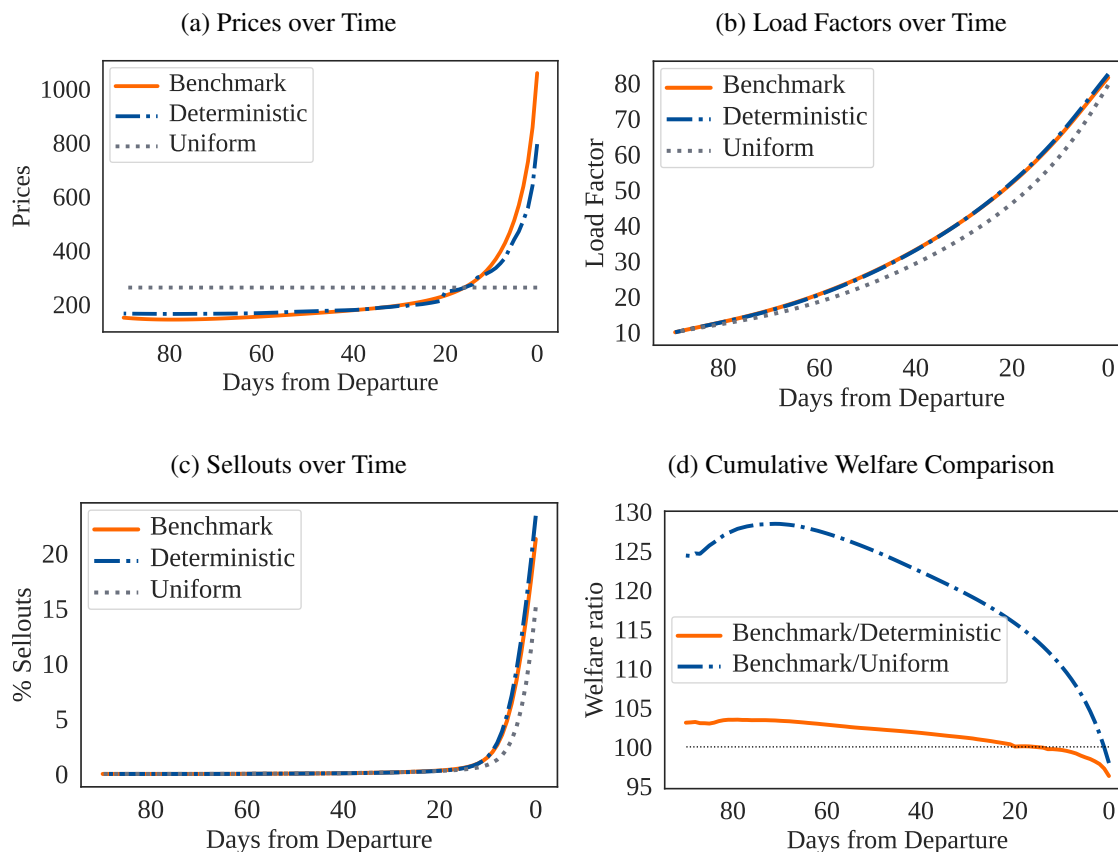 (a) Prices over Time
Benchmark
Deterministic
Uniform
1000
800
600
400
200
Prices
80 60 40 20 0
Days from Departure
(b) Load Factors over Time
Benchmark
Deterministic
Uniform
80
70
60
50
40
30
20
10
Load Factor
80 60 40 20 0
Days from Departure
(c) Sellouts over Time
Benchmark
Deterministic
Uniform
20
15
10
5
0
% Sellouts
80 60 40 20 0
Days from Departure
(d) Cumulative Welfare Comparison
130
125
120
115
110
105
100
95
Welfare ratio
Benchmark/Deterministic
Benchmark/Uniform
80 60 40 20 0
Days from Departure